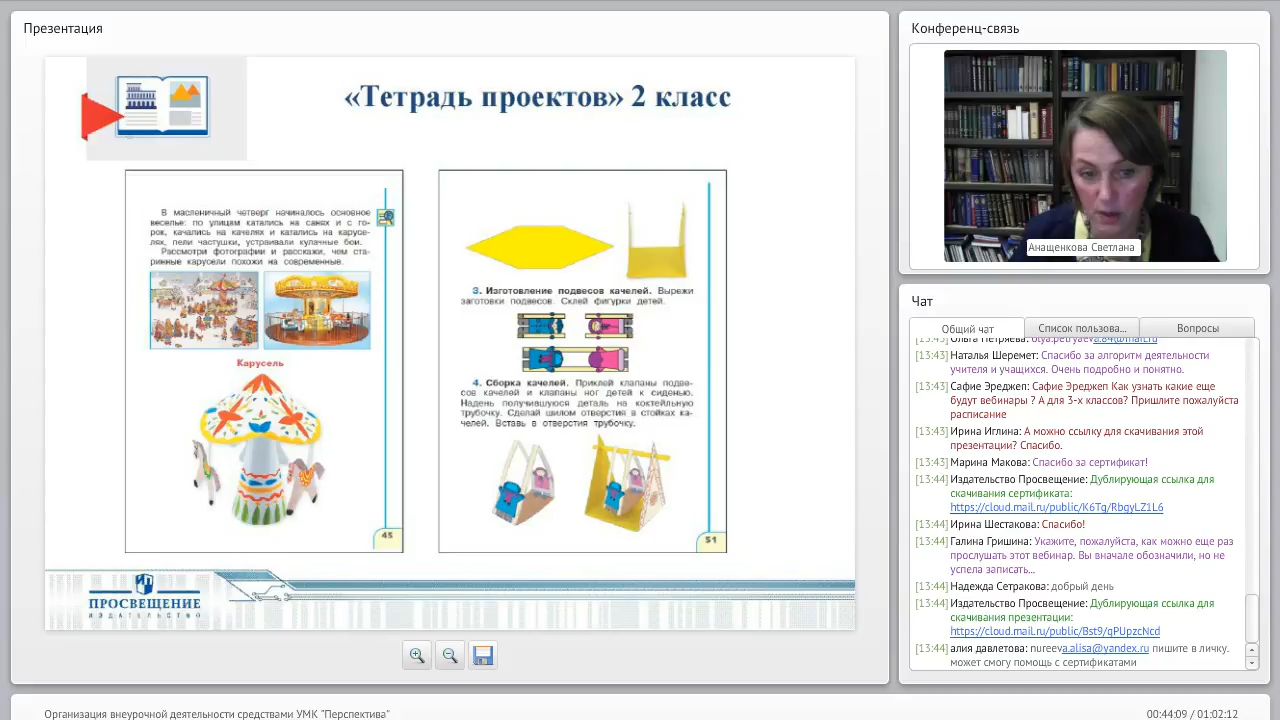 Презентация
«Тетрадь проектов» 2 класс
В масленичный четверг начиналось основное
веселье: по улицам катались на санях и с го-
рок, качались на качелях и катались на карусе-
лях, пели частушки, устраивали кулачные бои.
Рассмотри фотографии и расскажи, чем ста-
ринные карусели похожи на современные.
Карусель
45
3. Изготовление подвесов качелей. Вырежи
заготовки подвесов. Склей фигурки детей.
4. Сборка качелей. Приклей клапаны подве-
сов качелей и клапаны ног детей к сиденью.
Надень получившуюся деталь на коктейльную
трубочку. Сделай шилом отверстия в стойках ка-
челей. Вставь в отверстия трубочку.
51
ПРОСВЕЩЕНИЕ
ИЗДАТЕЛЬСТВО
Конференц-связь
Анащенкова Светлана
Чат
Общий чат
Список пользова...
Вопросы
[13:43] Ольга Петряева: olya.petryaeva.84@mail.ru
[13:43] Наталья Шеремет: Спасибо за алгоритм деятельности
учителя и учащихся. Очень подробно и понятно.
[13:43] Сафие Эреджеп: Сафие Эреджеп Как узнать какие еще
будут вебинары ? А для 3-х классов? Пришлите пожалуйста
расписание
[13:43] Ирина Иглина: А можно ссылку для скачивания этой
презентации? Спасибо.
[13:43] Марина Макова: Спасибо за сертификат!
[13:44] Издательство Просвещение: Дублирующая ссылка для
скачивания сертификата:
https://cloud.mail.ru/public/K6Tg/RbgyLZ1L6
[13:44] Ирина Шестакова: Спасибо!
[13:44] Галина Гришина: Укажите, пожалуйста, как можно еще раз
прослушать этот вебинар. Вы вначале обозначили, но не
успела записать...
[13:44] Надежда Сетракова: добрый день
[13:44] Издательство Просвещение: Дублирующая ссылка для
скачивания презентации:
https://cloud.mail.ru/public/Bst9/qPUpzcNcd
[13:44] алия давлетова: nureeva.alisa@yandex.ru пишите в личку.
может смогу помощь с сертификатами
Организация внеурочной деятельности средствами УМК "Перспектива"
00:44:09 / 01:02:12